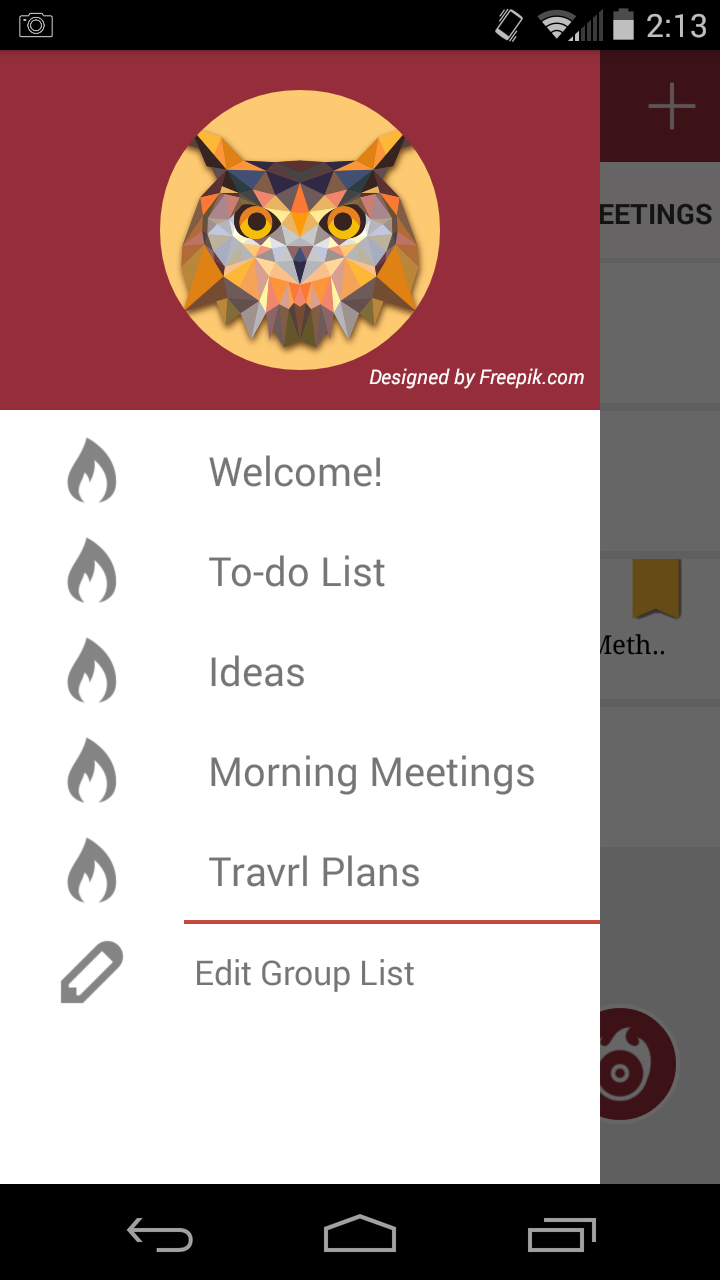 2:13
EETINGS
Designed by Freepik.com
Welcome!
To-do List
Ideas
Meth..
Morning Meetings
Travrl Plans
Edit Group List